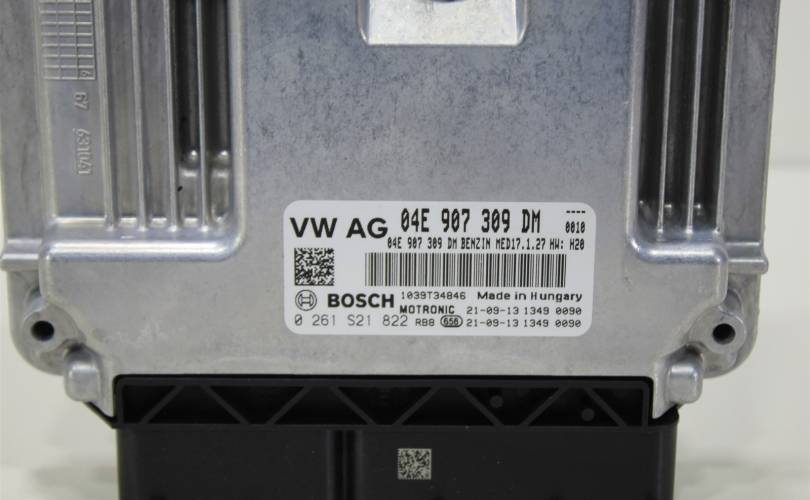 VW AG 04E 907 309 DM ----
0010
04E 907 309 DM BENZIN MED17.1.27 HW: H20
BOSCH 1039T34846 Made in Hungary
MOTRONIC 21-09-13 1349 0090
0 261 S21 822 RB8 656 21-09-13 1349 0090